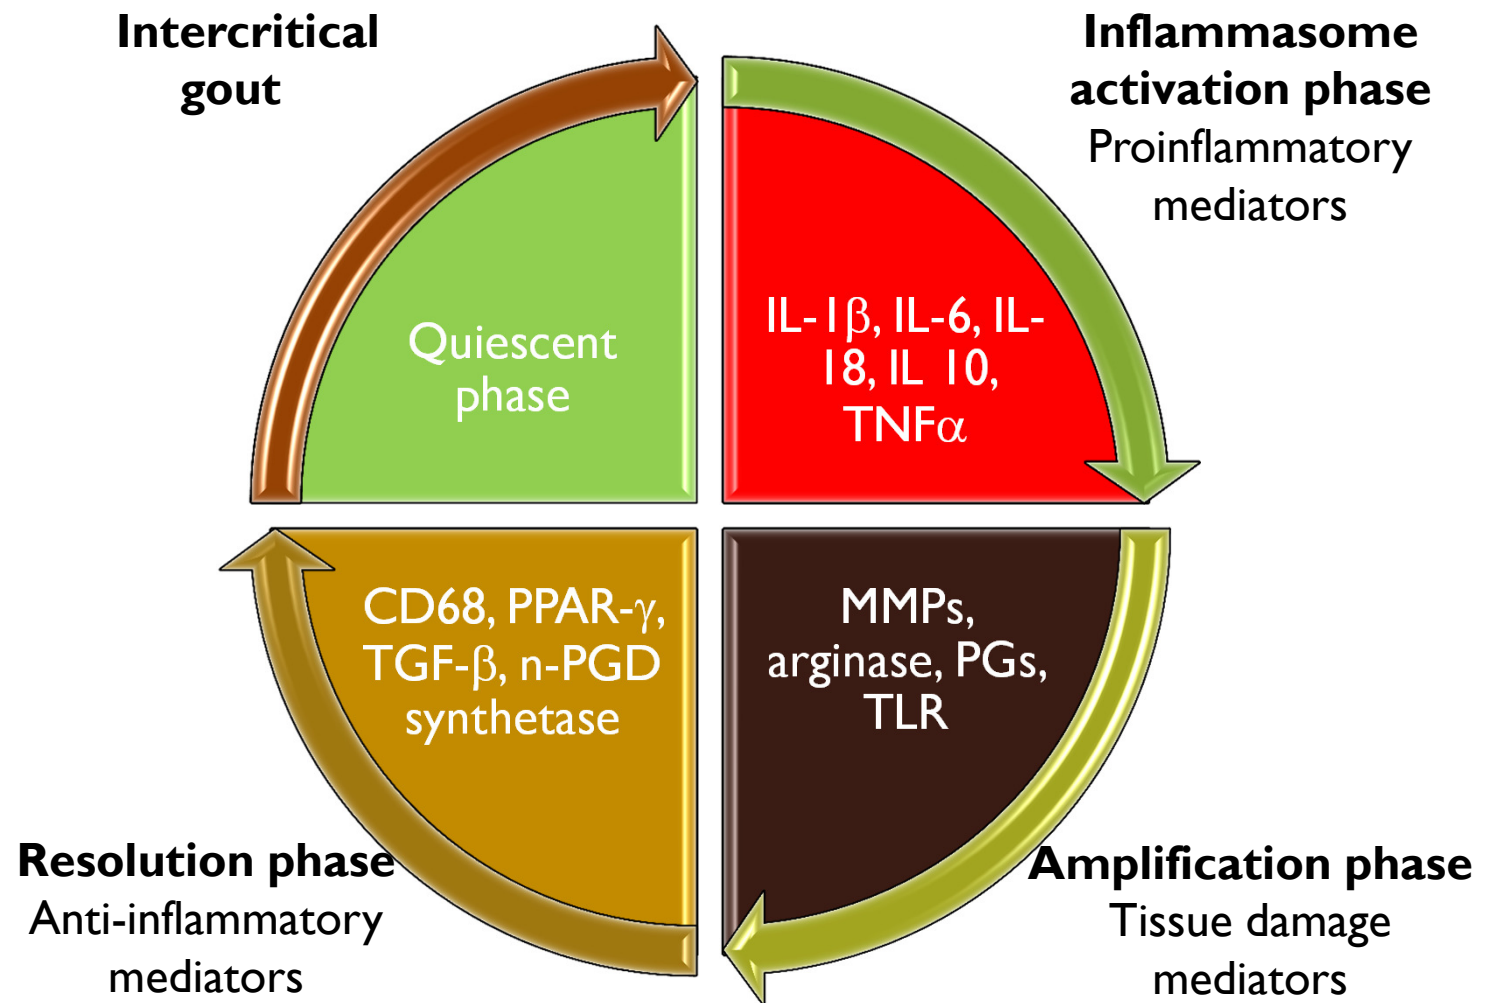 Intercritical
gout
Inflammasome
activation phase
Proinflammatory
mediators
Quiescent
phase
IL-1β, IL-6, IL-
18, IL 10,
TNFα
CD68, PPAR-γ,
TGF-β, n-PGD
synthetase
MMPs,
arginase, PGs,
TLR
Resolution phase
Anti-inflammatory
mediators
Amplification phase
Tissue damage
mediators